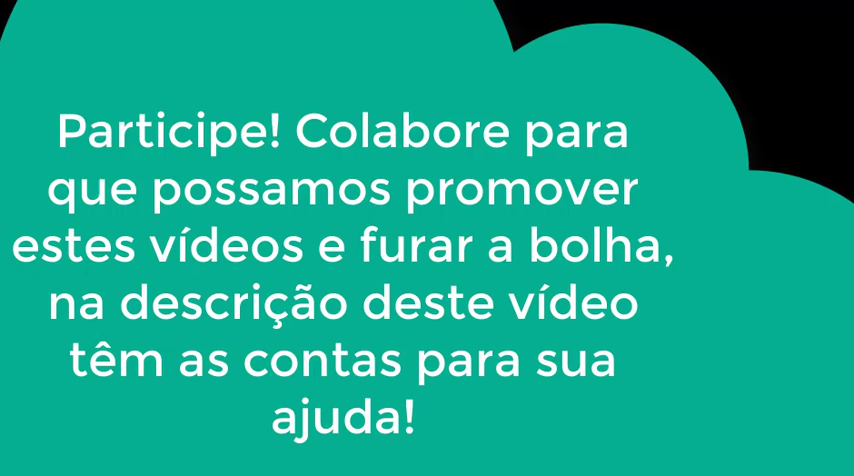 Participe! Colabore para
que possamos promover
estes vídeos e furar a bolha,
na descrição deste vídeo
têm as contas para sua
ajuda!